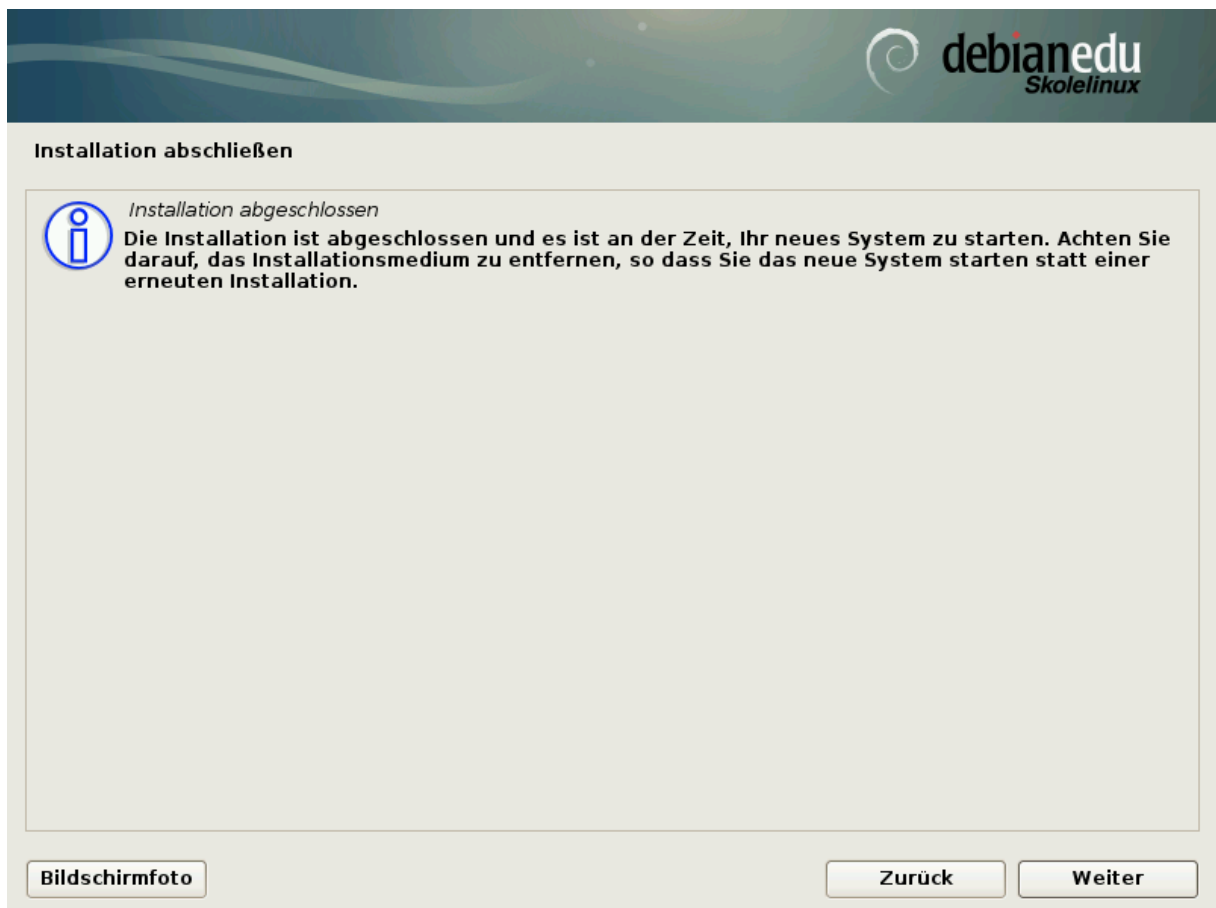 debianedu
Skolelinux
Installation abschließen
Installation abgeschlossen
Die Installation ist abgeschlossen und es ist an der Zeit, Ihr neues System zu starten. Achten Sie
darauf, das Installationsmedium zu entfernen, so dass Sie das neue System starten statt einer
erneuten Installation.
Bildschirmfoto
Zurück
Weiter